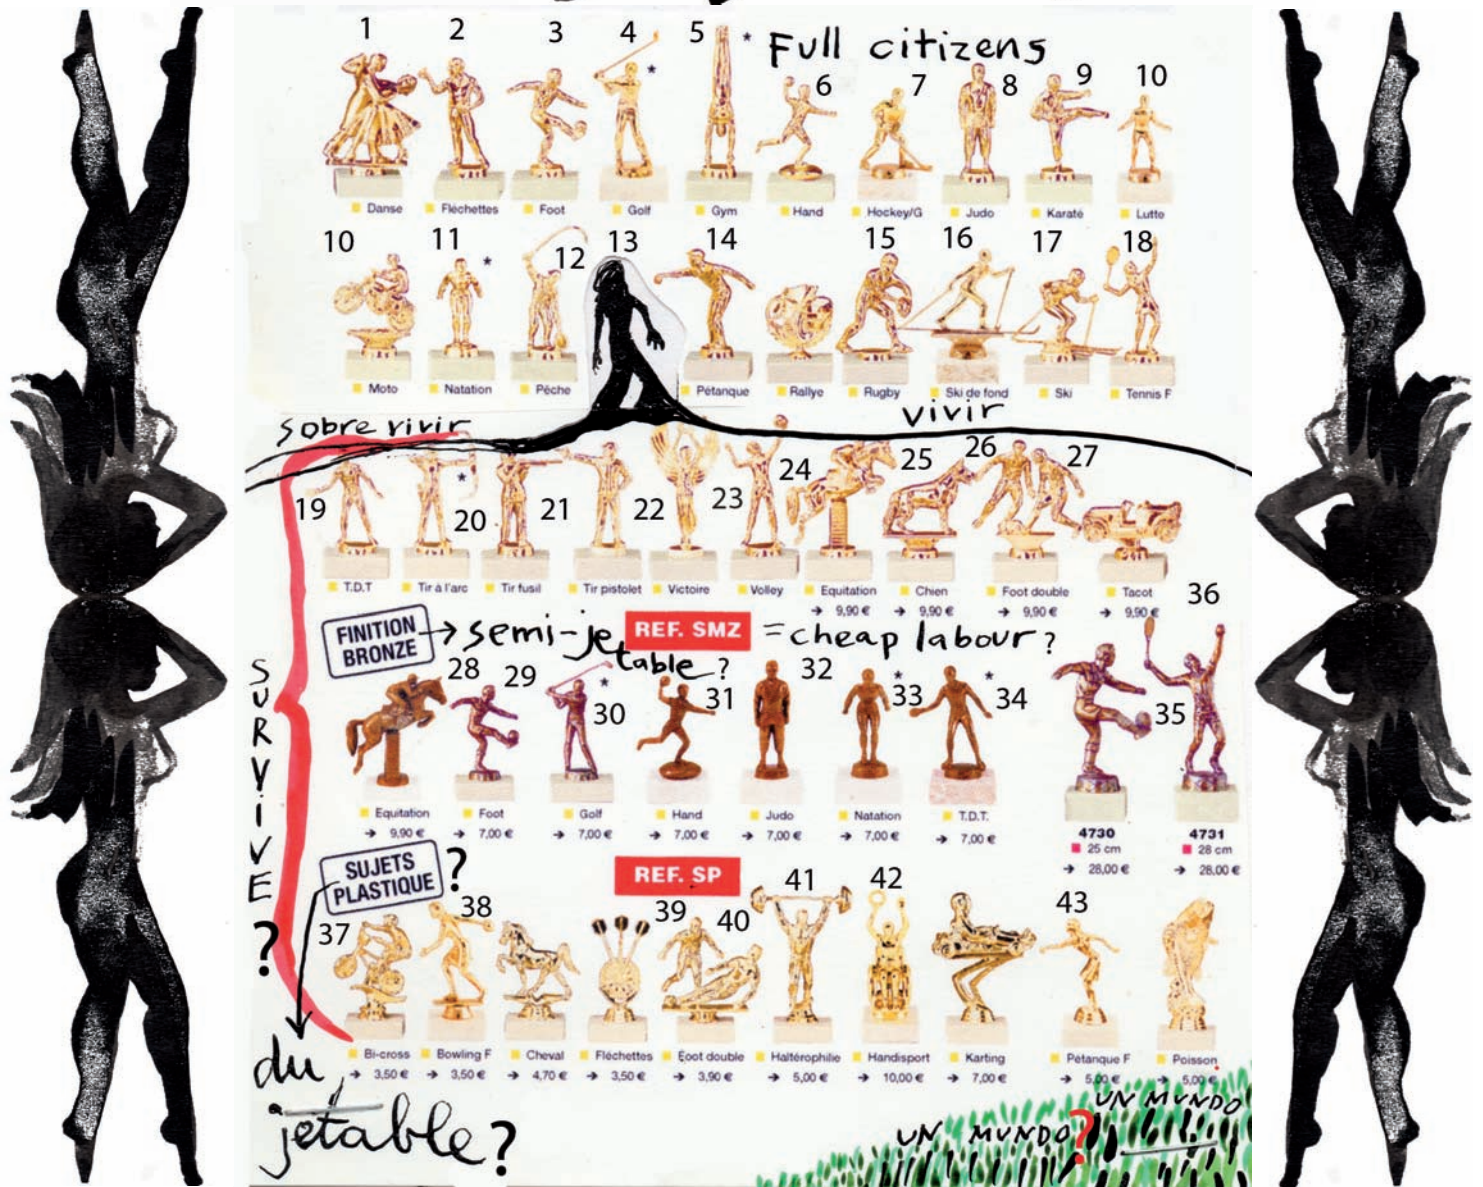 1 2 3 4 5 * Full citizens
* 6 7 8 9 10
Danse Fléchettes Foot Golf Gym Hand Hockey/G Judo Karaté Lutte
10 11 * 12 13 14 15 16 17 18
Moto Natation Pêche Pétanque Rallye Rugby Ski de fond Ski Tennis F
sobre vivir vivir
19 * 20 21 22 23 24 25 26 27
T.D.T Tir à l'arc Tir fusil Tir pistolet Victoire Volley Equitation Chien Foot double Tacot
→ 9,90 € → 9,90 € → 9,90 € → 9,90 €
36
FINITION
BRONZE → semi-jetable? REF. SMZ = cheap labour?
SURVIVE?
28 29 30 * 31 32 33 * 34 * 35
Equitation Foot Golf Hand Judo Natation T.D.T.
→ 9,90 € → 7,00 € → 7,00 € → 7,00 € → 7,00 € → 7,00 € → 7,00 €
4730 4731
25 cm 28 cm
→ 28,00 € → 28,00 €
SUJETS
PLASTIQUE ? REF. SP
37 38 39 40 41 42 43
Bi-cross Bowling F Cheval Fléchettes Foot double Haltérophilie Handisport Karting Pétanque F Poisson
→ 3,50 € → 3,50 € → 4,70 € → 3,50 € → 3,90 € → 5,00 € → 10,00 € → 7,00 € → 5,00 € → 5,00 €
du
jetable?
UN MUNDO? UN MUNDO